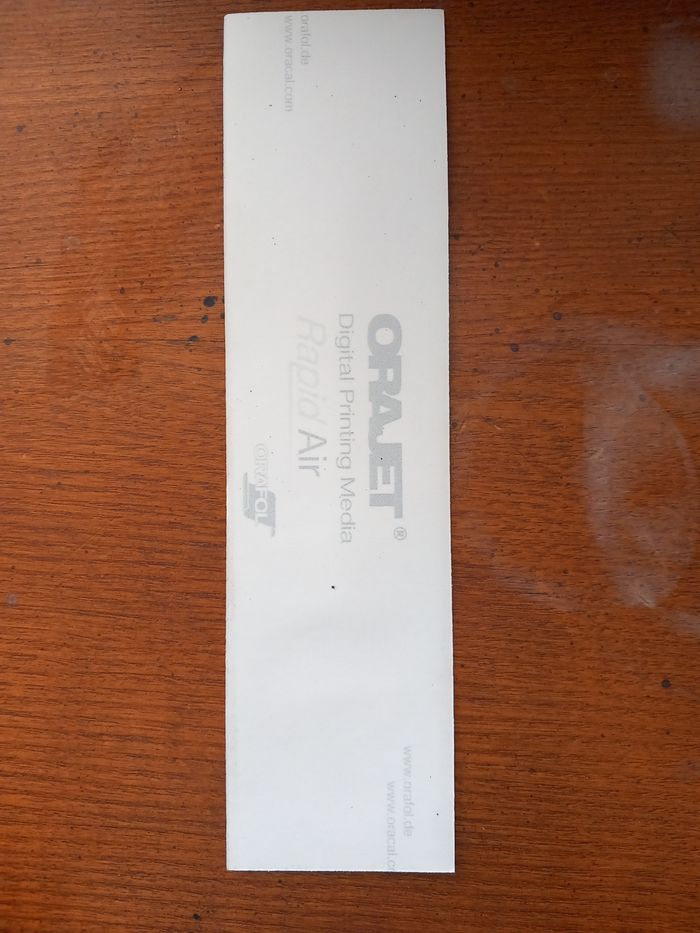 orafol.de
www.oracal.com
ORAJET®
Digital Printing Media
Rapid Air
ORAFOL
www.orafol.de
www.oracal.c